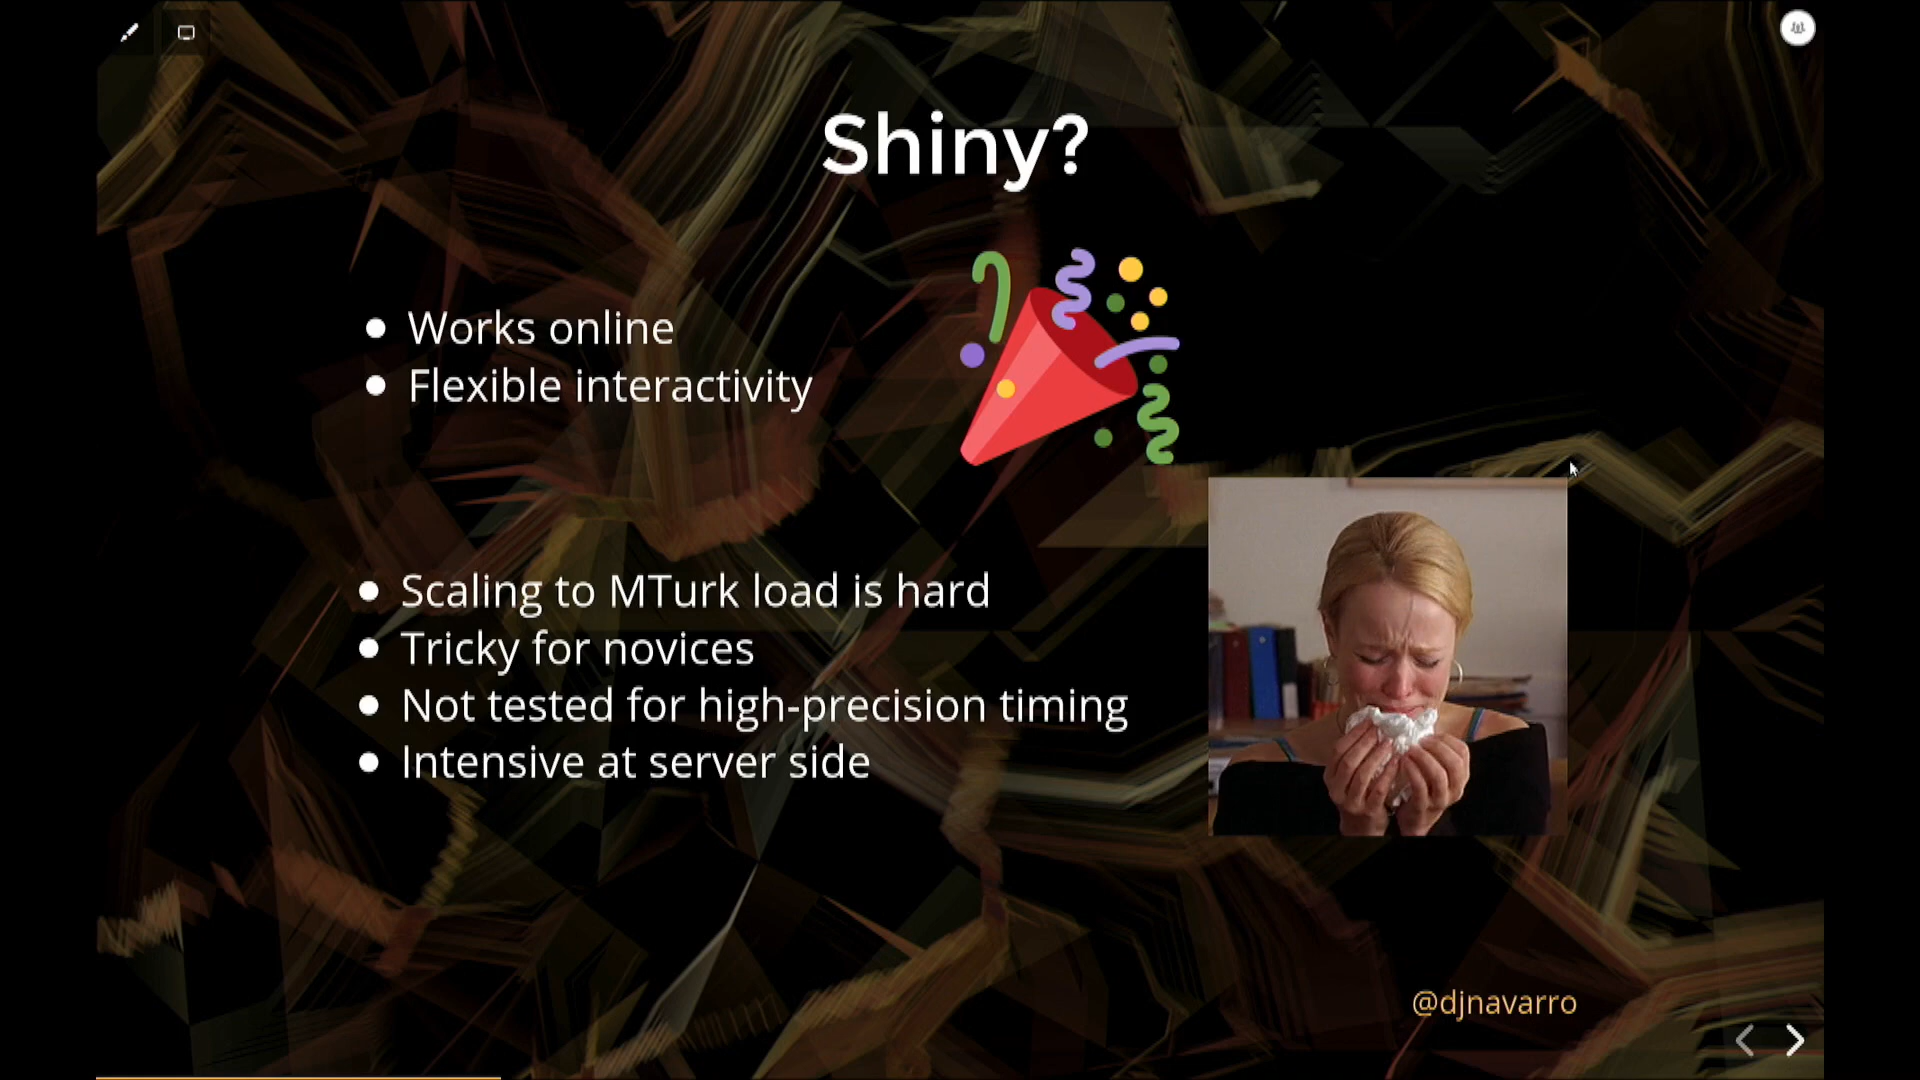 Shiny?
Works online
Flexible interactivity
Scaling to MTurk load is hard
Tricky for novices
Not tested for high-precision timing
Intensive at server side
@djnavarro